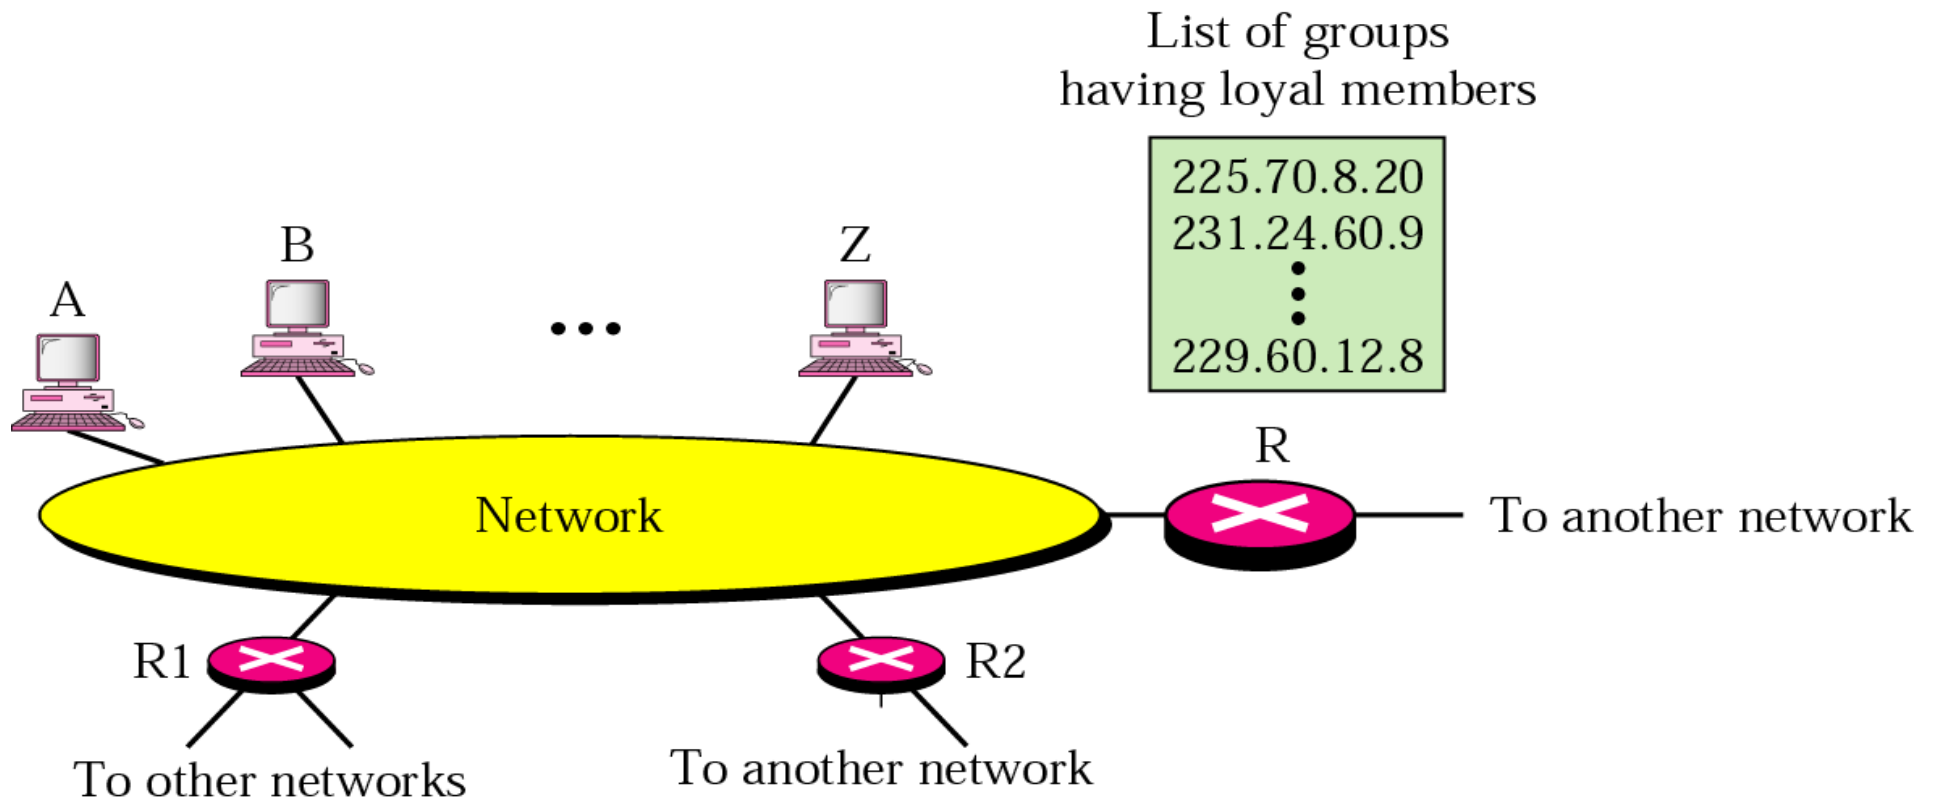 List of groups
having loyal members
225.70.8.20
231.24.60.9
229.60.12.8
A
B
...
Z
R
Network
To another network
R1
R2
To other networks
To another network